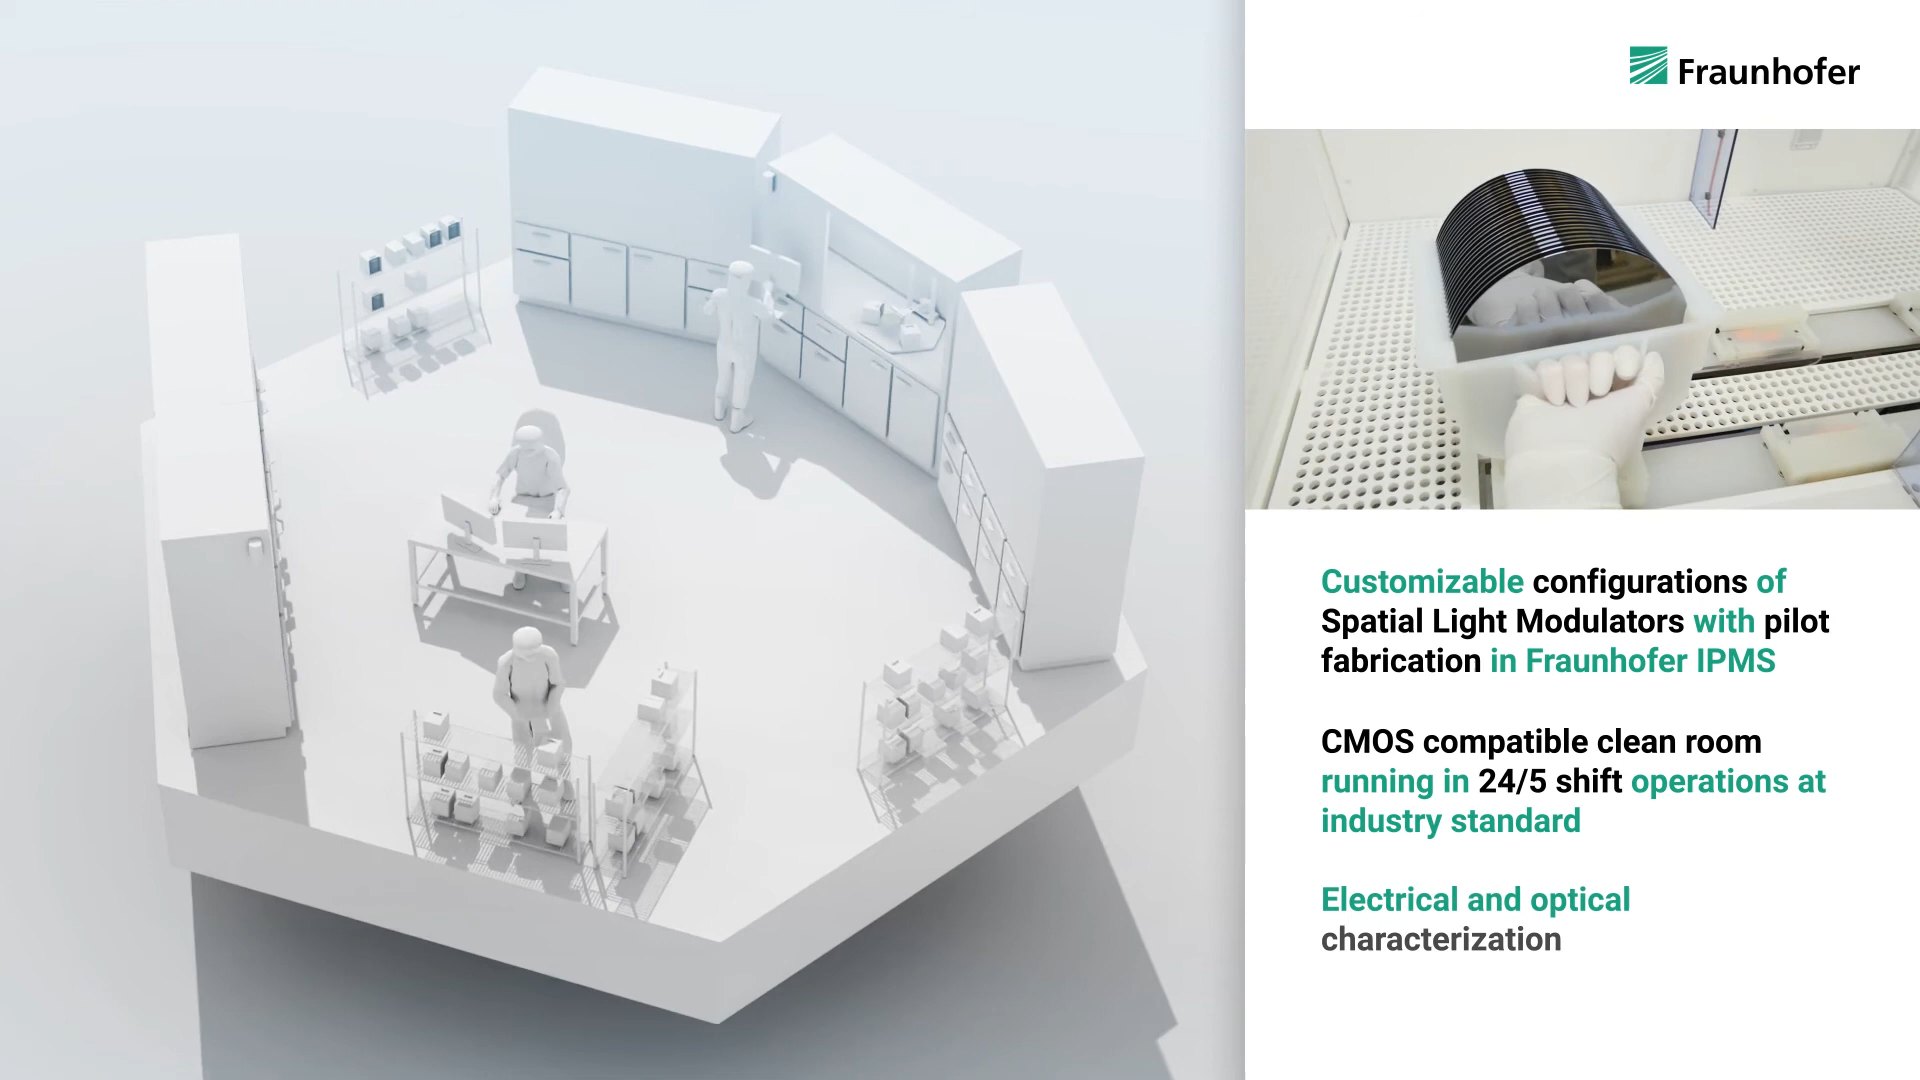 Fraunhofer
Customizable configurations of
Spatial Light Modulators with pilot
fabrication in Fraunhofer IPMS
CMOS compatible clean room
running in 24/5 shift operations at
industry standard
Electrical and optical
characterization